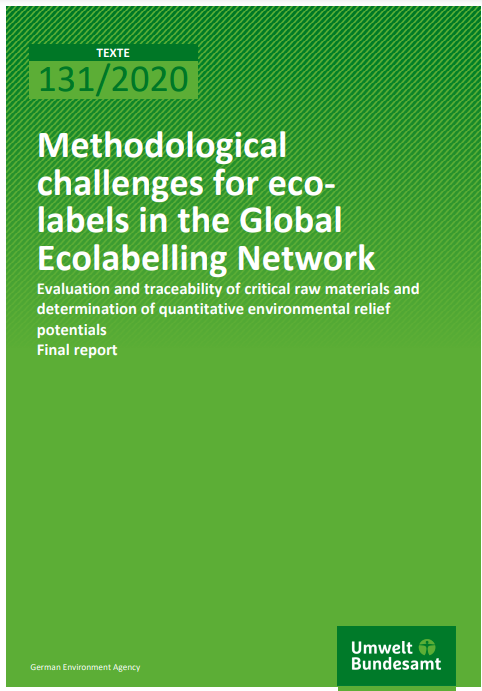 TEXTE
131/2020
Methodological
challenges for eco-
labels in the Global
Ecolabelling Network
Evaluation and traceability of critical raw materials and
determination of quantitative environmental relief
potentials
Final report
German Environment Agency
Umwelt
Bundesamt